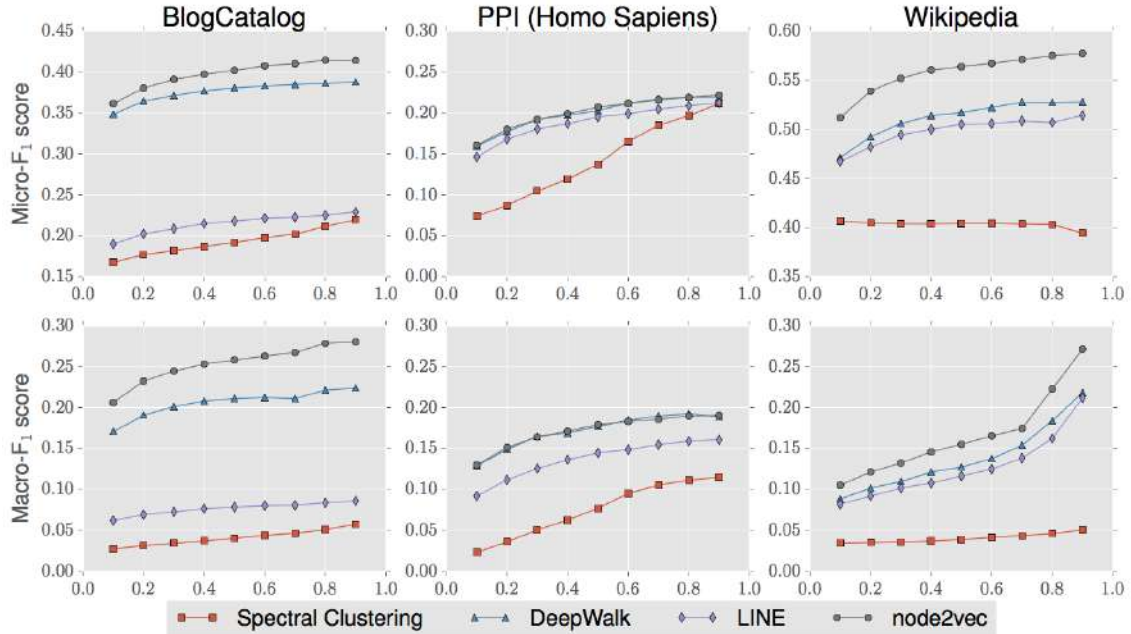 BlogCatalog PPI (Homo Sapiens) Wikipedia
0.45 0.30 0.60
0.40 0.25 0.55
0.35 0.20 0.50
0.30 0.15 0.45
0.25 0.10 0.40
0.20 0.05 0.35
0.15 0.00
Micro-F1 score
0.0 0.2 0.4 0.6 0.8 1.0 0.0 0.2 0.4 0.6 0.8 1.0 0.0 0.2 0.4 0.6 0.8 1.0
0.30 0.30 0.30
0.25 0.25 0.25
0.20 0.20 0.20
0.15 0.15 0.15
0.10 0.10 0.10
0.05 0.05 0.05
0.00 0.00 0.00
Macro-F1 score
0.0 0.2 0.4 0.6 0.8 1.0 0.0 0.2 0.4 0.6 0.8 1.0 0.0 0.2 0.4 0.6 0.8 1.0
Spectral Clustering DeepWalk LINE node2vec